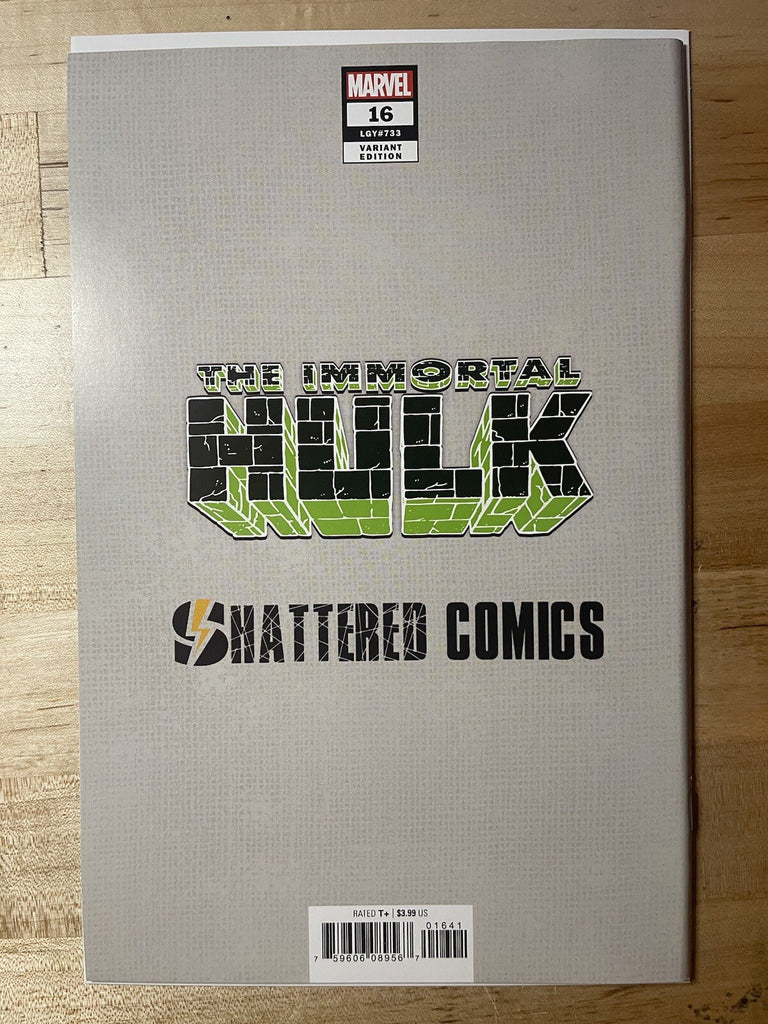 MARVEL
16
LGY#733
VARIANT
EDITION
THE IMMORTAL
HULK
SHATTERED COMICS
RATED T+ | $3.99 US
01641
7 59606 08956 7